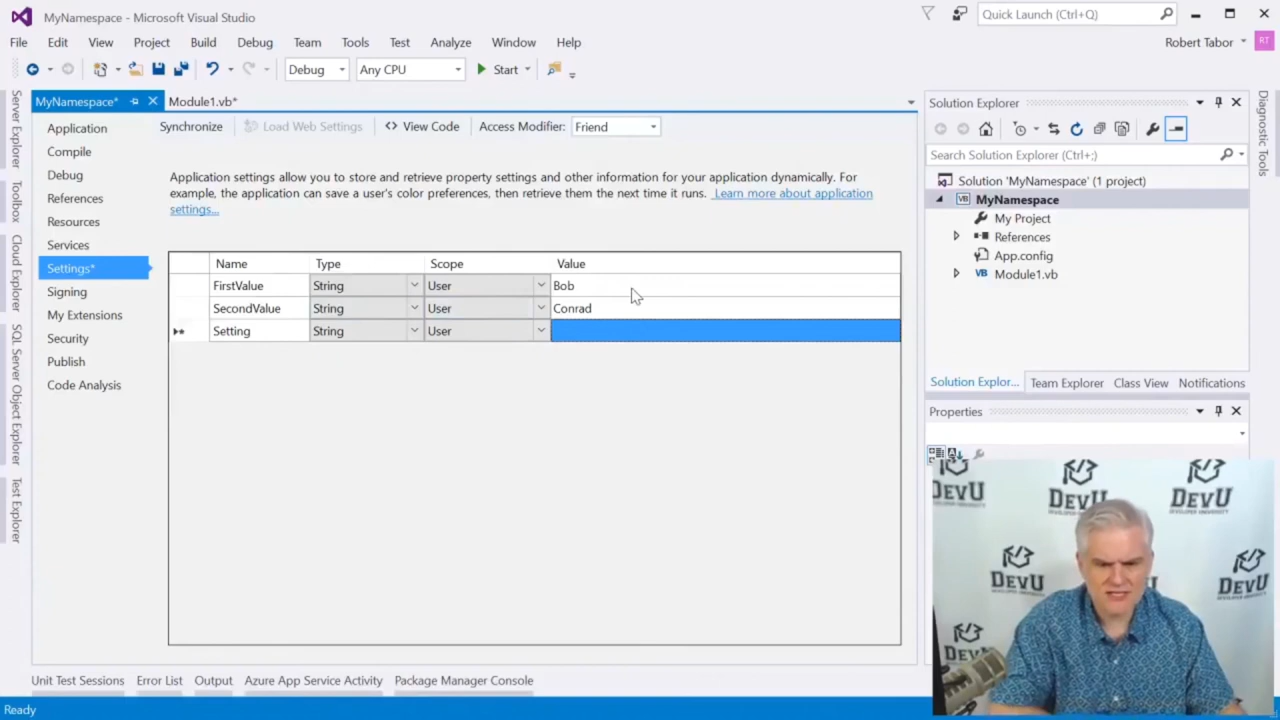 MyNamespace - Microsoft Visual Studio
Quick Launch (Ctrl+Q)
File Edit View Project Build Debug Team Tools Test Analyze Window Help
Robert Tabor RT
Debug Any CPU Start
MyNamespace* Module1.vb*
Server Explorer
Toolbox
Cloud Explorer
SQL Server Object Explorer
Test Explorer
Application
Compile
Debug
References
Resources
Services
Settings*
Signing
My Extensions
Security
Publish
Code Analysis
Synchronize Load Web Settings View Code Access Modifier: Friend
Application settings allow you to store and retrieve property settings and other information for your application dynamically. For
example, the application can save a user's color preferences, then retrieve them the next time it runs. Learn more about application
settings...
Name Type Scope Value
FirstValue String User Bob
SecondValue String User Conrad
Setting String User
Solution Explorer
Search Solution Explorer (Ctrl+;)
Solution 'MyNamespace' (1 project)
VB MyNamespace
My Project
References
App.config
VB Module1.vb
Solution Explor... Team Explorer Class View Notifications
Properties
Diagnostic Tools
DEVU DEVU DEVU
DEVELOPER UNIVERSITY
DEVU DEVU
DEVU
Unit Test Sessions Error List Output Azure App Service Activity Package Manager Console
Ready